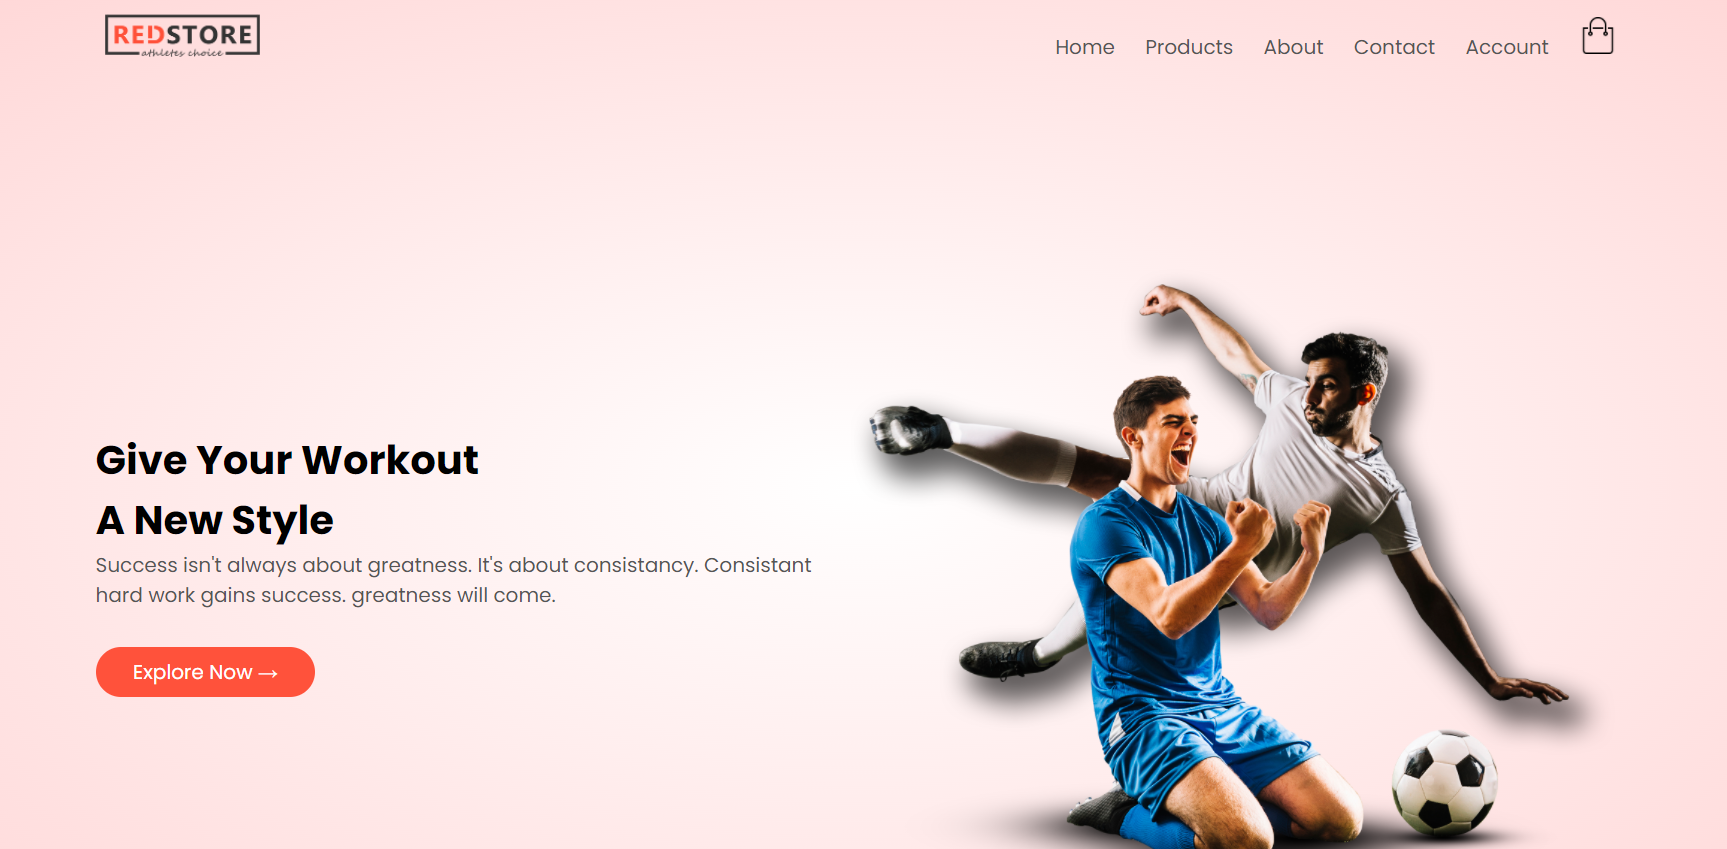 REDSTORE
athletes choice
Home Products About Contact Account
Give Your Workout
A New Style
Success isn't always about greatness. It's about consistancy. Consistant
hard work gains success. greatness will come.
Explore Now →